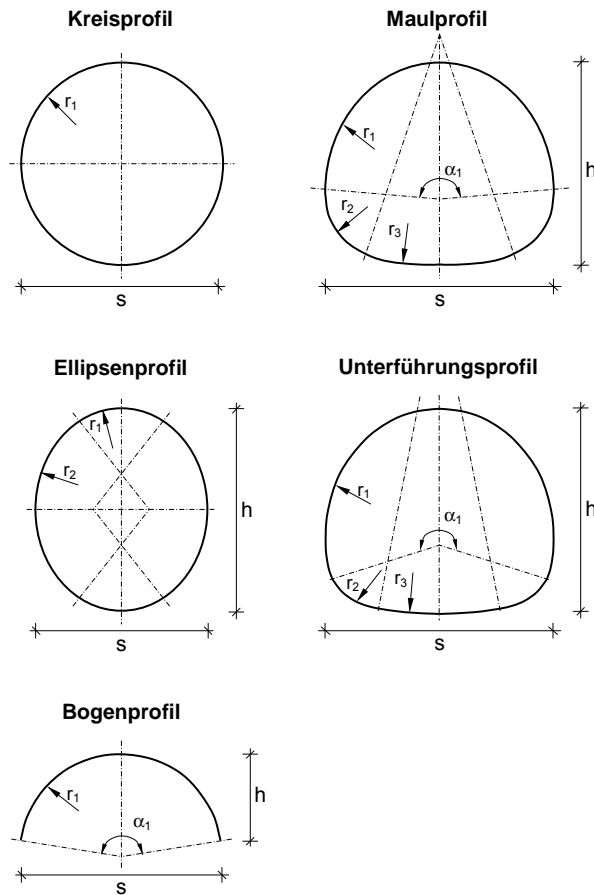 Kreisprofil
r1
s
Maulprofil
r1
α1
r2
r3
h
s
Ellipsenprofil
r1
r2
h
s
Unterführungsprofil
r1
α1
r2
r3
h
s
Bogenprofil
r1
α1
h
s